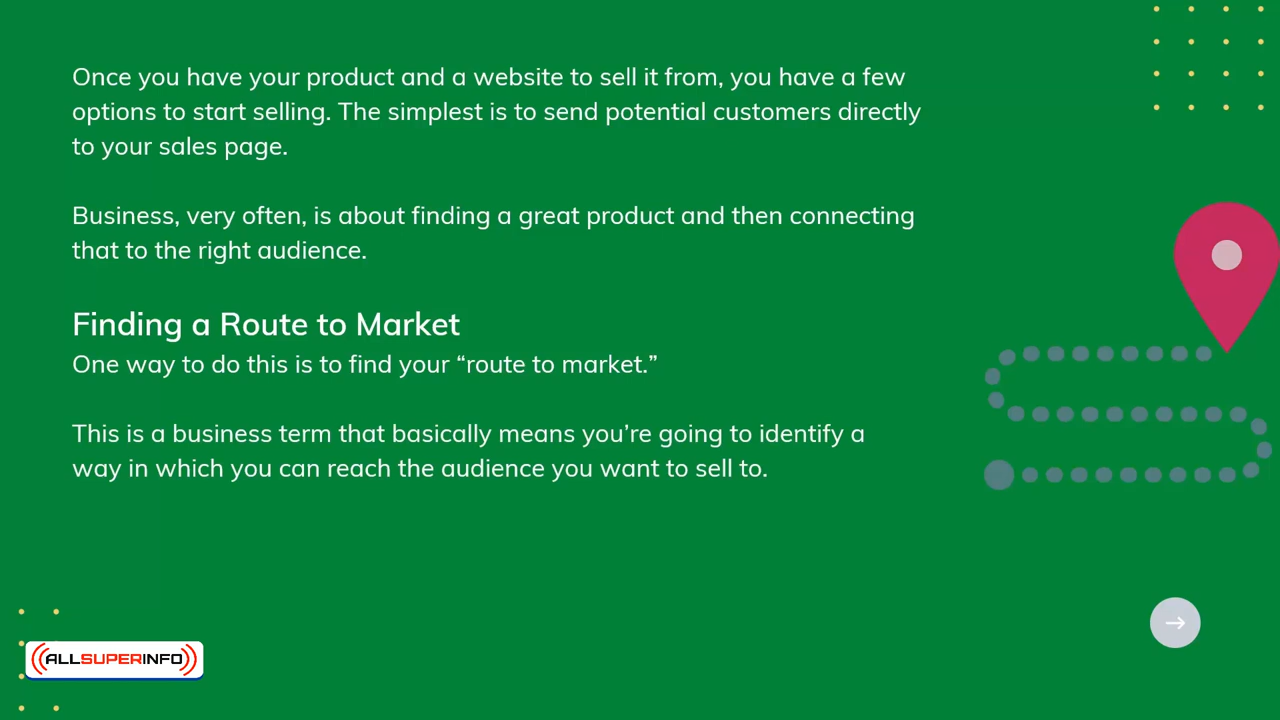 Once you have your product and a website to sell it from, you have a few
options to start selling. The simplest is to send potential customers directly
to your sales page.
Business, very often, is about finding a great product and then connecting
that to the right audience.
Finding a Route to Market
One way to do this is to find your “route to market.”
This is a business term that basically means you’re going to identify a
way in which you can reach the audience you want to sell to.
ALLSUPERINFO